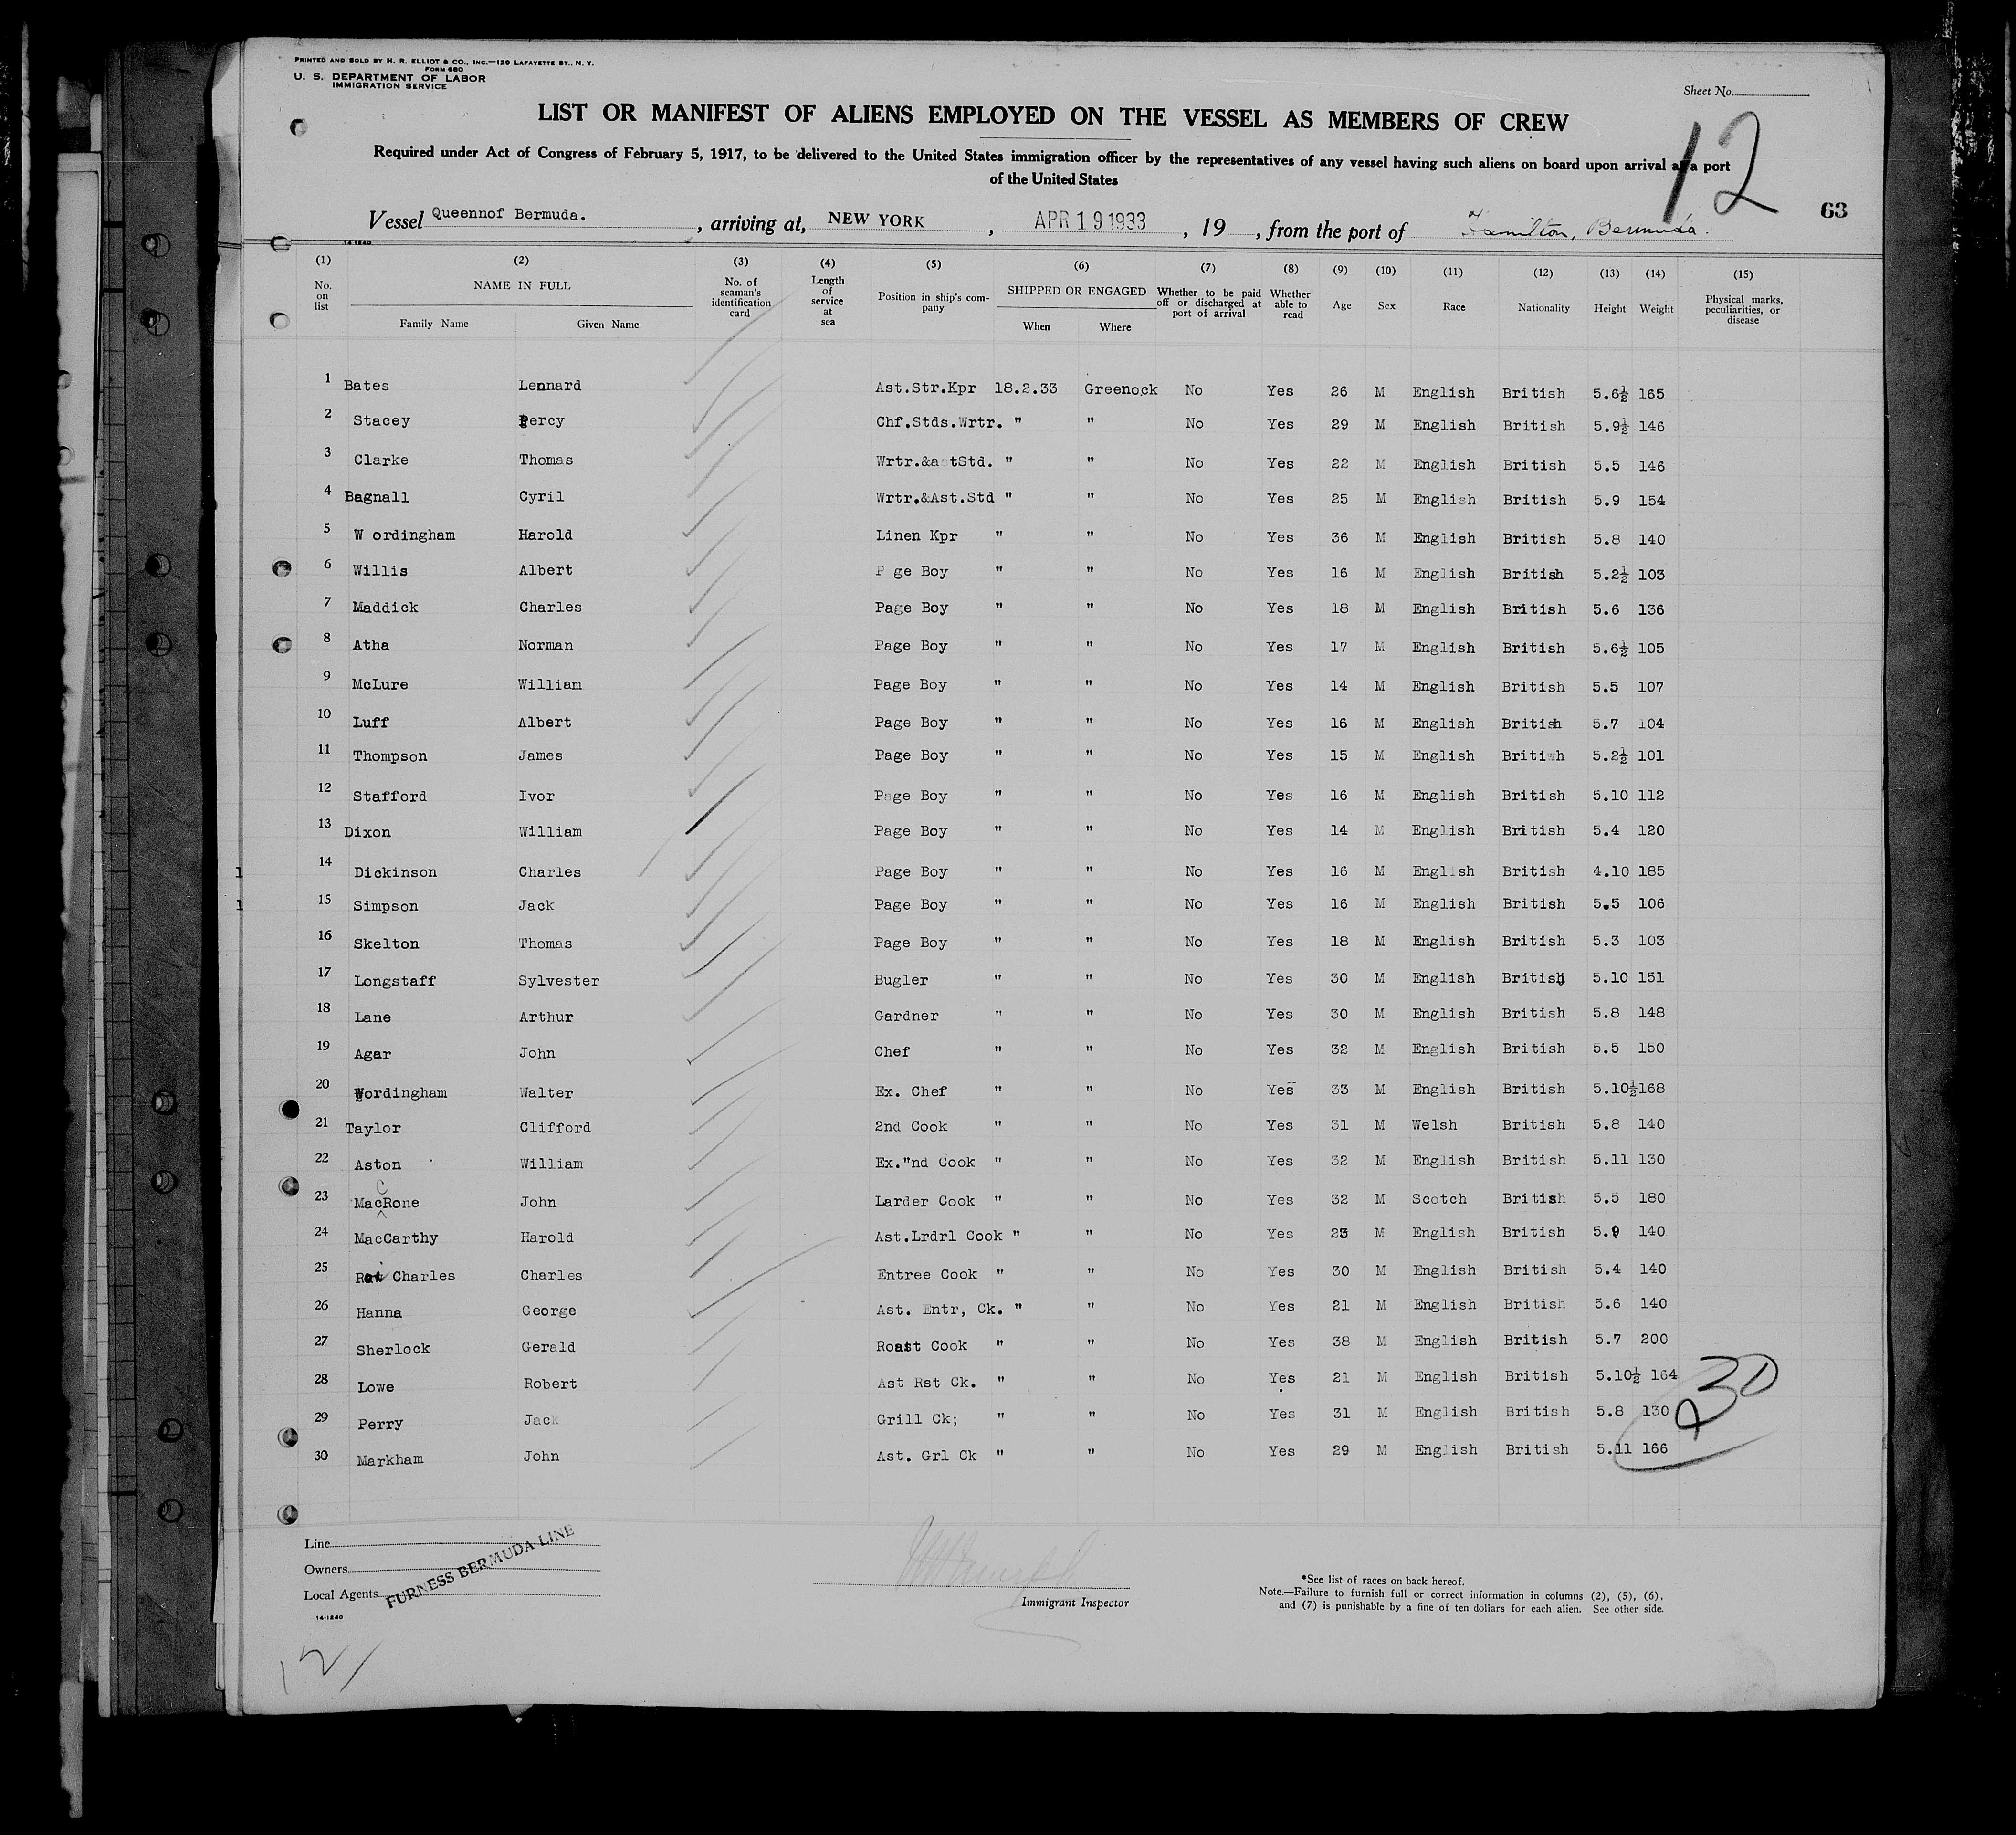 PRINTED AND SOLD BY H. R. ELLIOT & CO., INC.—129 LAFAYETTE ST., N. Y.
FORM 680
U. S. DEPARTMENT OF LABOR
IMMIGRATION SERVICE
Sheet No.
LIST OR MANIFEST OF ALIENS EMPLOYED ON THE VESSEL AS MEMBERS OF CREW
12
Required under Act of Congress of February 5, 1917, to be delivered to the United States immigration officer by the representatives of any vessel having such aliens on board upon arrival at a port
of the United States
63
Vessel Queennof Bermuda. , arriving at, NEW YORK , APR 19 1933 , 19 , from the port of Hamilton, Bermuda.
14-1240
(1) (2) (3) (4) (5) (6) (7) (8) (9) (10) (11) (12) (13) (14) (15)
No. on list NAME IN FULL Family Name Given Name No. of seaman's identification card Length of service at sea Position in ship's company SHIPPED OR ENGAGED When Where Whether to be paid off or discharged at port of arrival Whether able to read Age Sex Race Nationality Height Weight Physical marks, peculiarities, or disease
1 Bates Lennard Ast.Str.Kpr 18.2.33 Greenock No Yes 26 M English British 5.6½ 165
2 Stacey Percy Chf.Stds.Wrtr. " " No Yes 29 M English British 5.9½ 146
3 Clarke Thomas Wrtr.&a tStd. " " No Yes 22 M English British 5.5 146
4 Bagnall Cyril Wrtr.&Ast.Std " " No Yes 25 M English British 5.9 154
5 W ordingham Harold Linen Kpr " " No Yes 36 M English British 5.8 140
6 Willis Albert P ge Boy " " No Yes 16 M English British 5.2½ 103
7 Maddick Charles Page Boy " " No Yes 18 M English British 5.6 136
8 Atha Norman Page Boy " " No Yes 17 M English British 5.6½ 105
9 McLure William Page Boy " " No Yes 14 M English British 5.5 107
10 Luff Albert Page Boy " " No Yes 16 M English British 5.7 104
11 Thompson James Page Boy " " No Yes 15 M English Britiwh 5.2½ 101
12 Stafford Ivor Page Boy " " No Yes 16 M English British 5.10 112
13 Dixon William Page Boy " " No Yes 14 M English British 5.4 120
1 14 Dickinson Charles Page Boy " " No Yes 16 M English British 4.10 185
1 15 Simpson Jack Page Boy " " No Yes 16 M English British 5.5 106
16 Skelton Thomas Page Boy " " No Yes 18 M English British 5.3 103
17 Longstaff Sylvester Bugler " " No Yes 30 M English British 5.10 151
18 Lane Arthur Gardner " " No Yes 30 M English British 5.8 148
19 Agar John Chef " " No Yes 32 M English British 5.5 150
20 Wordingham Walter Ex. Chef " " No Yes 33 M English British 5.10½ 168
21 Taylor Clifford 2nd Cook " " No Yes 31 M Welsh British 5.8 140
22 Aston William Ex."nd Cook " " No Yes 32 M English British 5.11 130
C
23 MacRone John Larder Cook " " No Yes 32 M Scotch British 5.5 180
24 MacCarthy Harold Ast.Lrdrl Cook " " No Yes 23 M English British 5.9 140
25 Charles Charles Entree Cook " " No Yes 30 M English British 5.4 140
26 Hanna George Ast. Entr, Ck. " " No Yes 21 M English British 5.6 140
27 Sherlock Gerald Roast Cook " " No Yes 38 M English British 5.7 200
28 Lowe Robert Ast Rst Ck. " " No Yes 21 M English British 5.10½ 164
29 Perry Jack Grill Ck; " " No Yes 31 M English British 5.8 130
30 Markham John Ast. Grl Ck " " No Yes 29 M English British 5.11 166
30
Line
Owners
Local Agents
FURNESS BERMUDA LINE
14-1240
Immigrant Inspector
*See list of races on back hereof.
Note.—Failure to furnish full or correct information in columns (2), (5), (6),
and (7) is punishable by a fine of ten dollars for each alien. See other side.
12